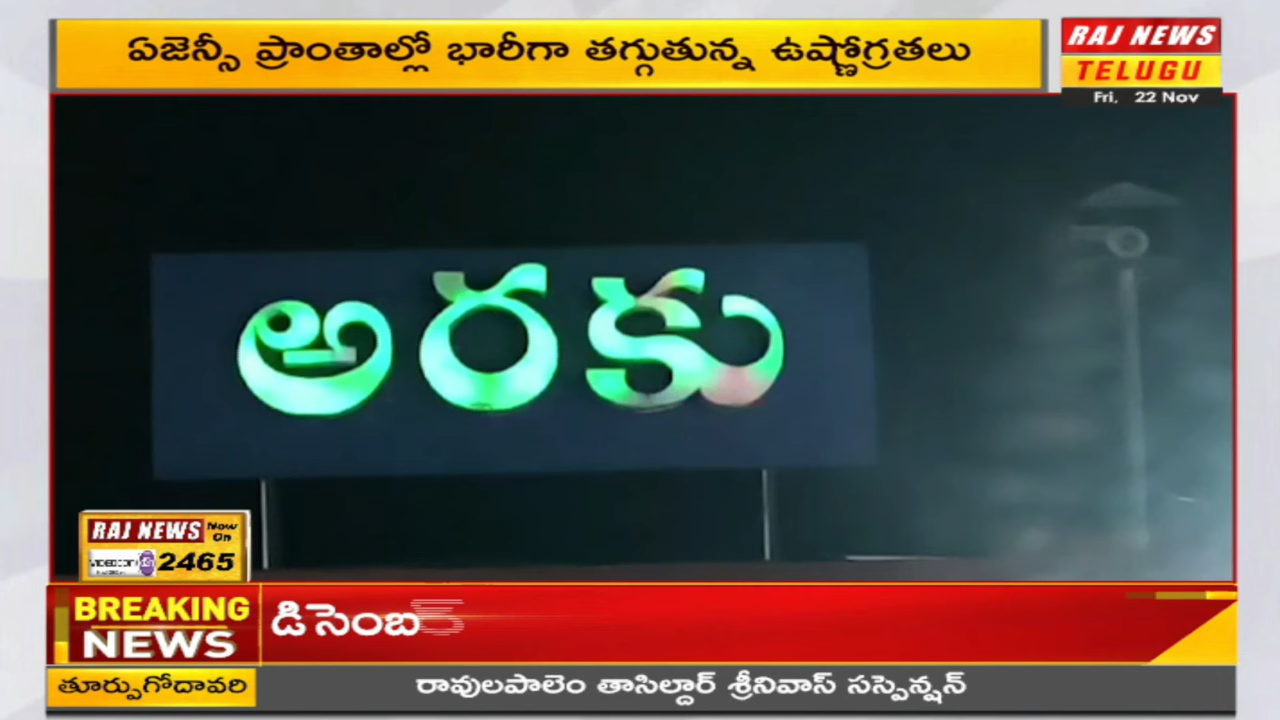 ఏజెన్సీ ప్రాంతాల్లో భారీగా తగ్గుతున్న ఉష్ణోగ్రతలు
RAJ NEWS
TELUGU
Fri, 22 Nov
అరకు
RAJ NEWS Now On
2465
BREAKING NEWS
డిసెంబర్
తూర్పుగోదావరి
రావులపాలెం తాసిల్దార్ శ్రీనివాస్ సస్పెన్షన్